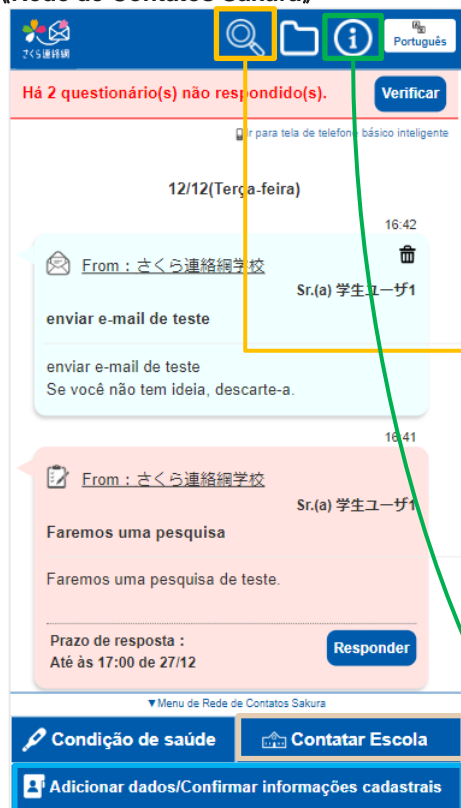 《Rede de Contatos Sakura》
さくら連絡網
Português
Há 2 questionário(s) não respondido(s).
Verificar
Ir para tela de telefone básico inteligente
12/12(Terça-feira)
16:42
From：さくら連絡網学校
Sr.(a) 学生ユーザ1
enviar e-mail de teste
enviar e-mail de teste
Se você não tem ideia, descarte-a.
16:41
From：さくら連絡網学校
Sr.(a) 学生ユーザ1
Faremos uma pesquisa
Faremos uma pesquisa de teste.
Prazo de resposta :
Até às 17:00 de 27/12
Responder
▼Menu de Rede de Contatos Sakura
Condição de saúde
Contatar Escola
Adicionar dados/Confirmar informações cadastrais